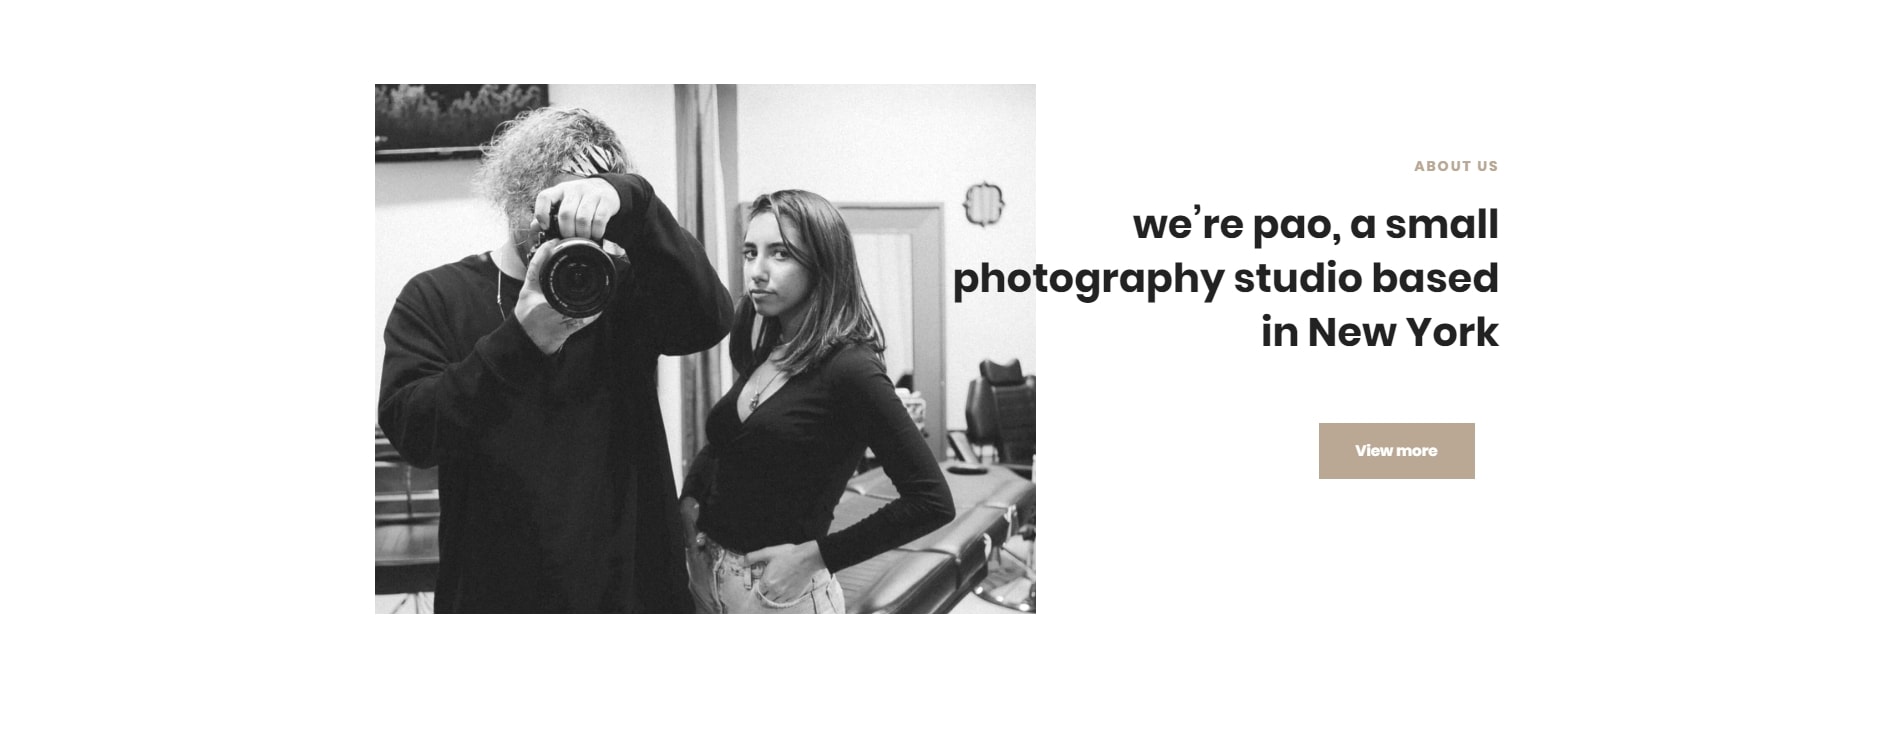 ABOUT US
we’re pao, a small
photography studio based
in New York
View more